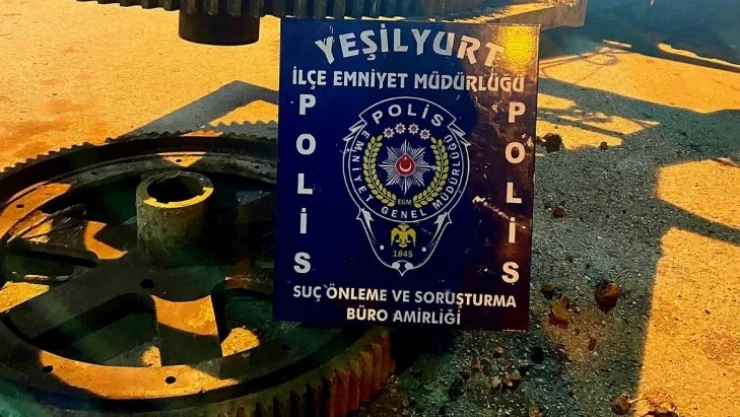 YEŞİLYURT
İLÇE EMNİYET MÜDÜRLÜĞÜ
POLİS
POLİS
POLİS
EMNİYET GENEL MÜDÜRLÜĞÜ
EGM
1845
SUÇ ÖNLEME VE SORUŞTURMA
BÜRO AMİRLİĞİ